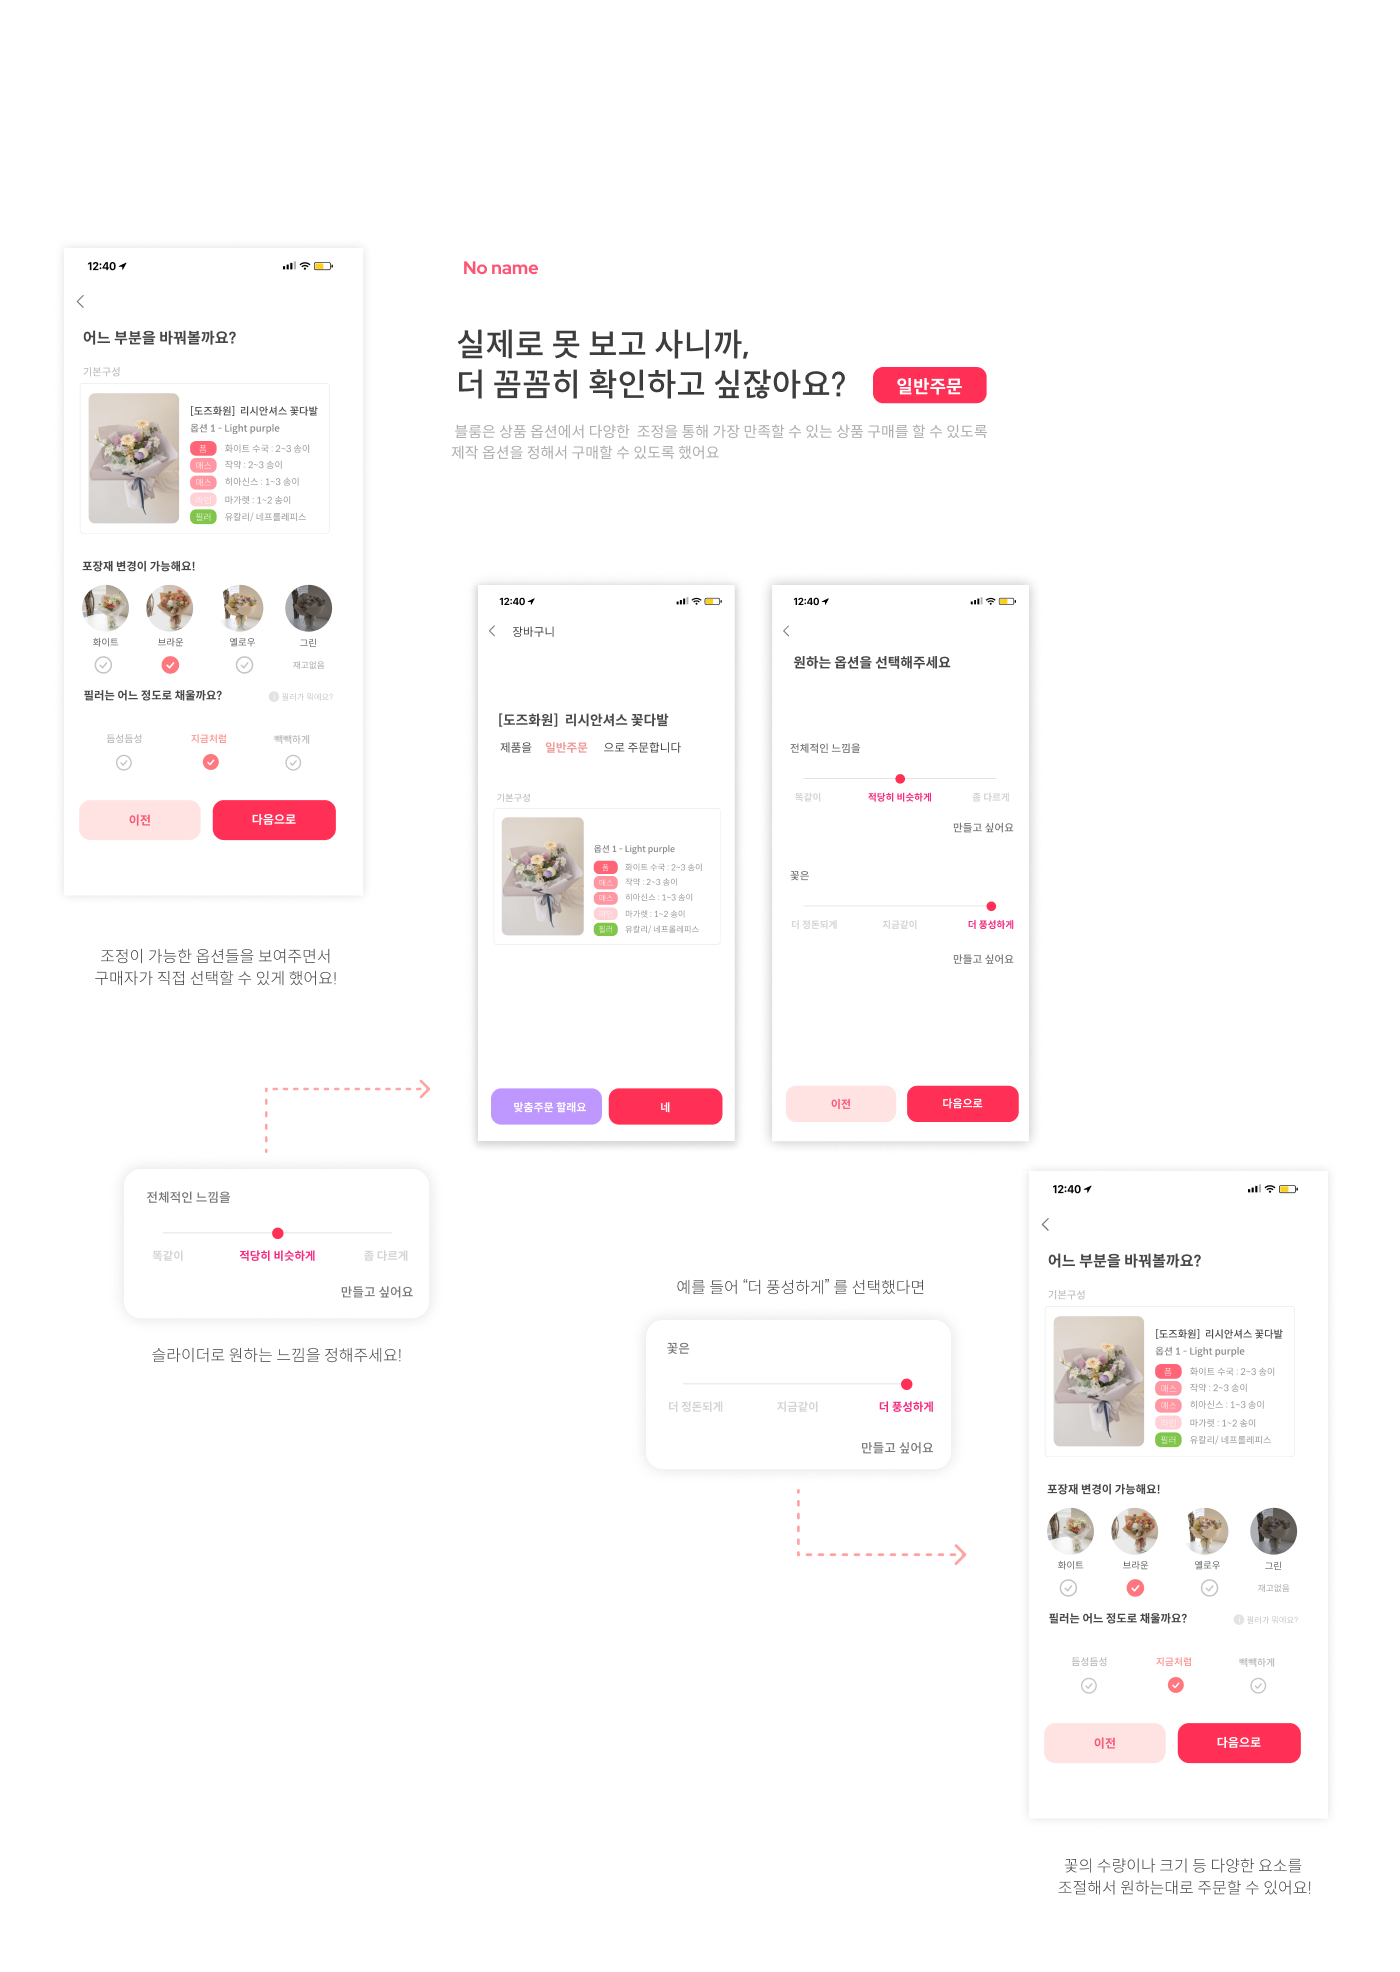 12:40
어느 부분을 바꿔볼까요?
기본구성
[도즈화원] 리시안셔스 꽃다발
옵션 1 - Light purple
폼 화이트 수국 : 2~3 송이
매스 작약 : 2~3 송이
매스 히아신스 : 1~3 송이
라인 마가렛 : 1~2 송이
필러 유칼리/ 네프롤레피스
포장재 변경이 가능해요!
화이트 브라운 옐로우 그린
재고없음
필러는 어느 정도로 채울까요?
필러가 뭐에요?
듬성듬성 지금처럼 빽빽하게
이전 다음으로
조정이 가능한 옵션들을 보여주면서
구매자가 직접 선택할 수 있게 했어요!
No name
실제로 못 보고 사니까,
더 꼼꼼히 확인하고 싶잖아요? 일반주문
블룸은 상품 옵션에서 다양한 조정을 통해 가장 만족할 수 있는 상품 구매를 할 수 있도록
제작 옵션을 정해서 구매할 수 있도록 했어요
12:40
장바구니
[도즈화원] 리시안셔스 꽃다발
제품을 일반주문 으로 주문합니다
기본구성
옵션 1 - Light purple
폼 화이트 수국 : 2~3 송이
매스 작약 : 2~3 송이
매스 히아신스 : 1~3 송이
라인 마가렛 : 1~2 송이
필러 유칼리/ 네프롤레피스
맞춤주문 할래요 네
12:40
원하는 옵션을 선택해주세요
전체적인 느낌을
똑같이 적당히 비슷하게 좀 다르게
만들고 싶어요
꽃은
더 정돈되게 지금같이 더 풍성하게
만들고 싶어요
이전 다음으로
전체적인 느낌을
똑같이 적당히 비슷하게 좀 다르게
만들고 싶어요
슬라이더로 원하는 느낌을 정해주세요!
예를 들어 “더 풍성하게” 를 선택했다면
꽃은
더 정돈되게 지금같이 더 풍성하게
만들고 싶어요
12:40
어느 부분을 바꿔볼까요?
기본구성
[도즈화원] 리시안셔스 꽃다발
옵션 1 - Light purple
폼 화이트 수국 : 2~3 송이
매스 작약 : 2~3 송이
매스 히아신스 : 1~3 송이
라인 마가렛 : 1~2 송이
필러 유칼리/ 네프롤레피스
포장재 변경이 가능해요!
화이트 브라운 옐로우 그린
재고없음
필러는 어느 정도로 채울까요?
필러가 뭐에요?
듬성듬성 지금처럼 빽빽하게
이전 다음으로
꽃의 수량이나 크기 등 다양한 요소를
조절해서 원하는대로 주문할 수 있어요!